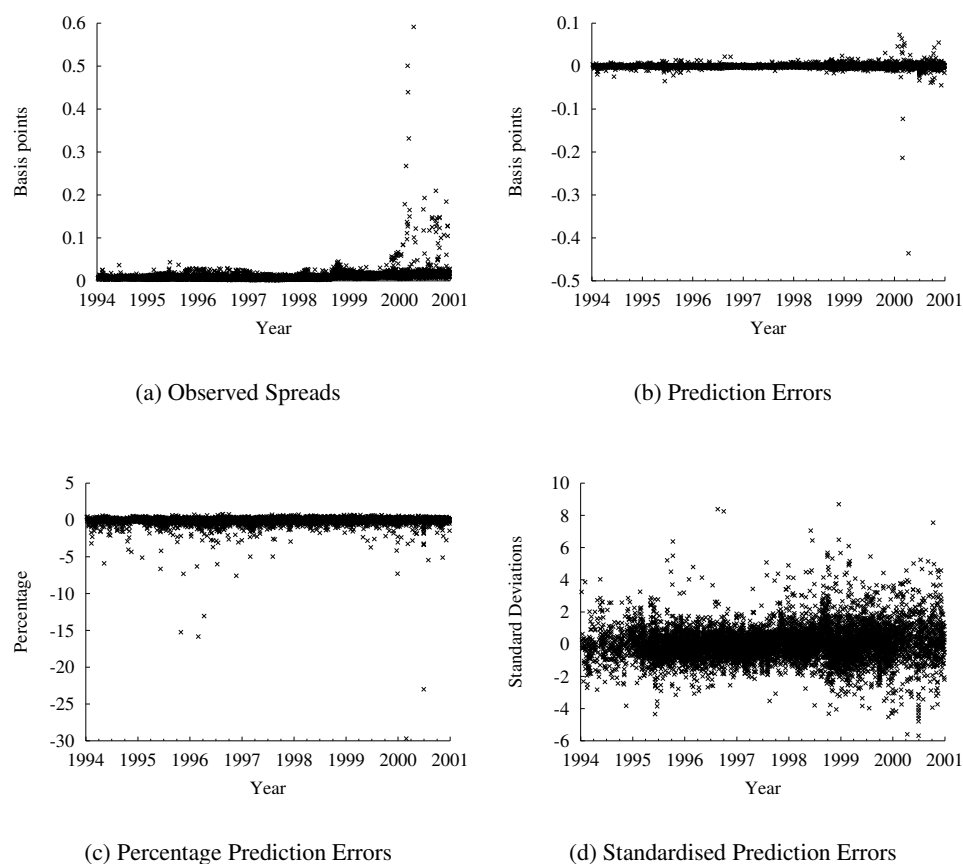 0.6
0.5
0.4
0.3
0.2
0.1
0
Basis points
1994 1995 1996 1997 1998 1999 2000 2001
Year
(a) Observed Spreads
0.1
0
-0.1
-0.2
-0.3
-0.4
-0.5
Basis points
1994 1995 1996 1997 1998 1999 2000 2001
Year
(b) Prediction Errors
5
0
-5
-10
-15
-20
-25
-30
Percentage
1994 1995 1996 1997 1998 1999 2000 2001
Year
(c) Percentage Prediction Errors
10
8
6
4
2
0
-2
-4
-6
Standard Deviations
1994 1995 1996 1997 1998 1999 2000 2001
Year
(d) Standardised Prediction Errors